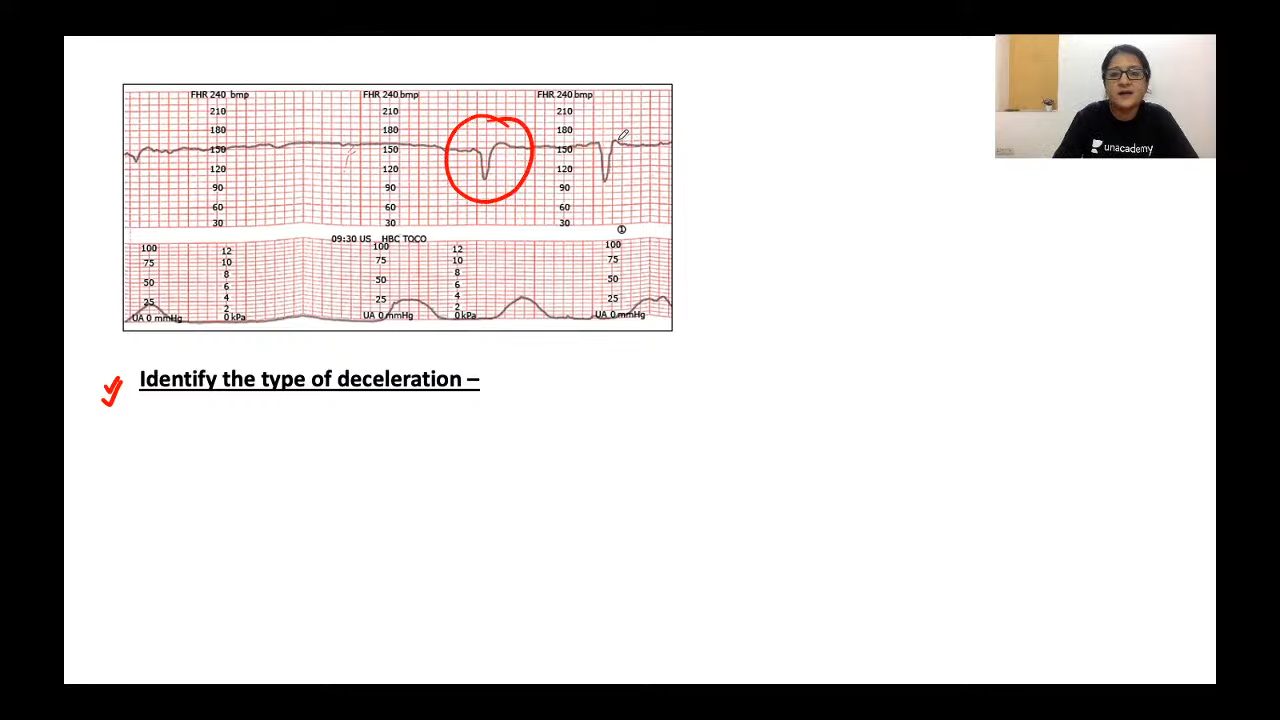 FHR 240 bmp FHR 240 bmp FHR 240 bmp
210 210 210
180 180 180
150 150 150
120 120 120
90 90 90
60 60 60
30 30 30
①
09:30 US HBC TOCO
100 12 100 12 100
75 10 75 10 75
50 8 50 8 50
6 6
25 4 25 4 25
2 2
UA 0 mmHg 0 kPa UA 0 mmHg 0 kPa UA 0 mmHg
Identify the type of deceleration –
unacademy